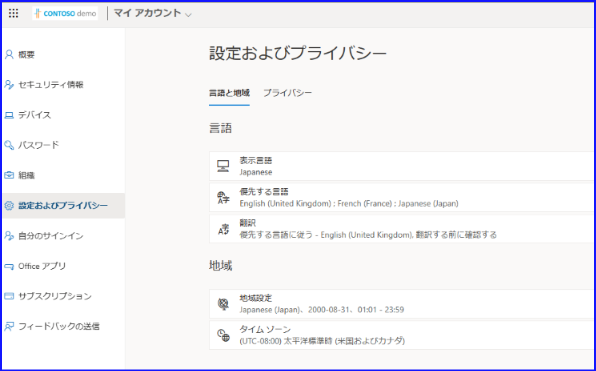 CONTOSO demo
マイ アカウント
概要
セキュリティ情報
デバイス
パスワード
組織
設定およびプライバシー
自分のサインイン
Office アプリ
サブスクリプション
フィードバックの送信
設定およびプライバシー
言語と地域 プライバシー
言語
表示言語
Japanese
優先する言語
English (United Kingdom) ; French (France) ; Japanese (Japan)
翻訳
優先する言語に従う - English (United Kingdom), 翻訳する前に確認する
地域
地域設定
Japanese (Japan)、2000-08-31、01:01 - 23:59
タイム ゾーン
(UTC-08:00) 太平洋標準時 (米国およびカナダ)